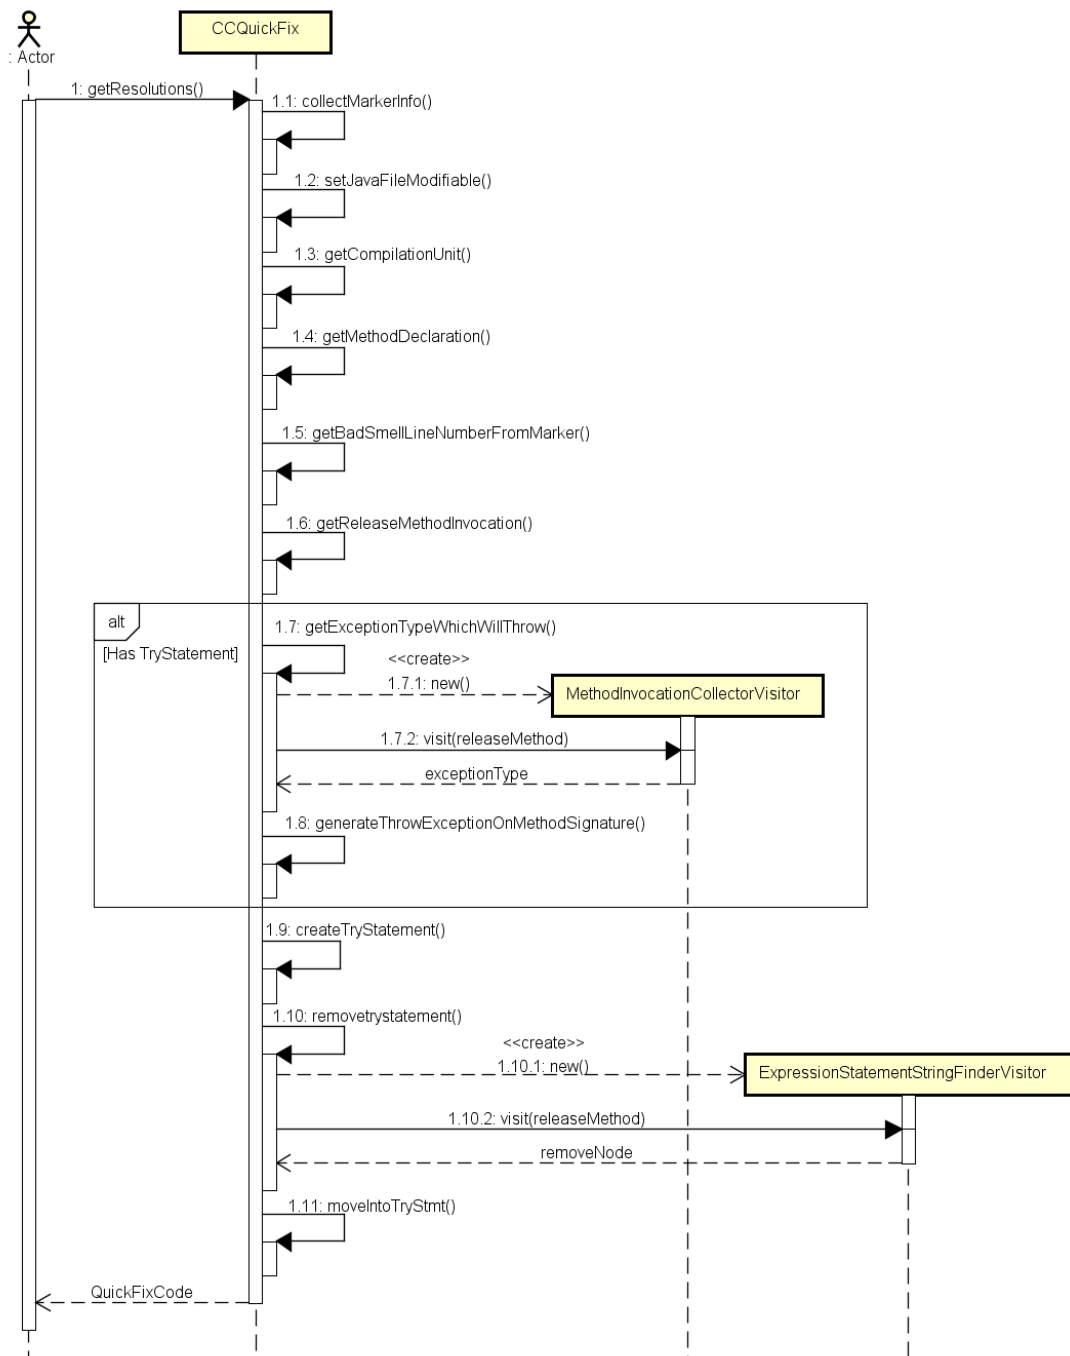 CCQuickFix
: Actor
1: getResolutions()
1.1: collectMarkerInfo()
1.2: setJavaFileModifiable()
1.3: getCompilationUnit()
1.4: getMethodDeclaration()
1.5: getBadSmellLineNumberFromMarker()
1.6: getReleaseMethodInvocation()
alt
1.7: getExceptionTypeWhichWillThrow()
[Has TryStatement]
<<create>>
1.7.1: new()
MethodInvocationCollectorVisitor
1.7.2: visit(releaseMethod)
exceptionType
1.8: generateThrowExceptionOnMethodSignature()
1.9: createTryStatement()
1.10: removetrystatement()
<<create>>
1.10.1: new()
ExpressionStatementStringFinderVisitor
1.10.2: visit(releaseMethod)
removeNode
1.11: moveIntoTryStmt()
QuickFixCode